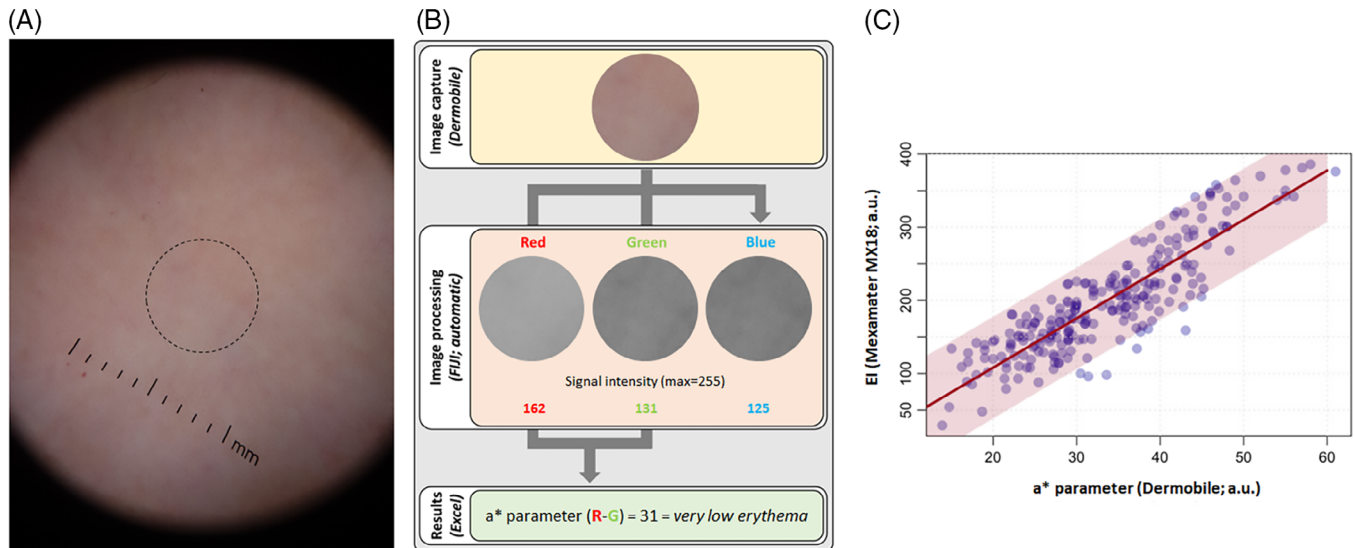 (A)
mm
(B)
Image capture
(Dermobile)
Image processing
(FIJI; automatic)
Red Green Blue
Signal intensity (max=255)
162 131 125
Results
(Excel)
a* parameter (R-G) = 31 = very low erythema
(C)
EI (Mexamater MX18; a.u.)
400
300
200
100
50
20 30 40 50 60
a* parameter (Dermobile; a.u.)